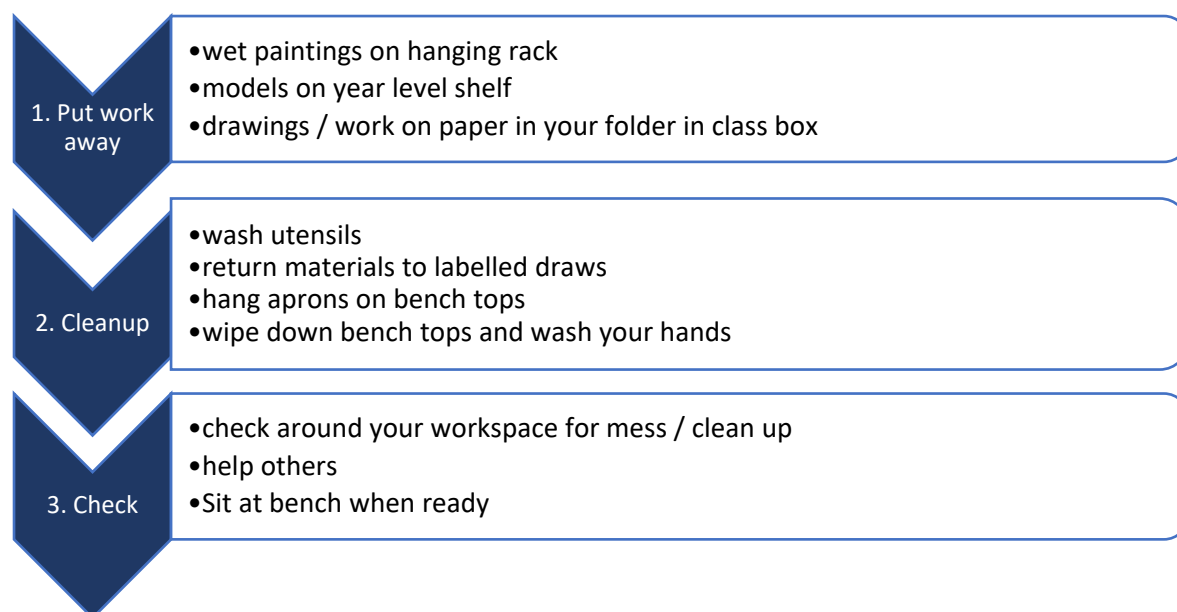 1. Put work
away
•wet paintings on hanging rack
•models on year level shelf
•drawings / work on paper in your folder in class box
2. Cleanup
•wash utensils
•return materials to labelled draws
•hang aprons on bench tops
•wipe down bench tops and wash your hands
3. Check
•check around your workspace for mess / clean up
•help others
•Sit at bench when ready